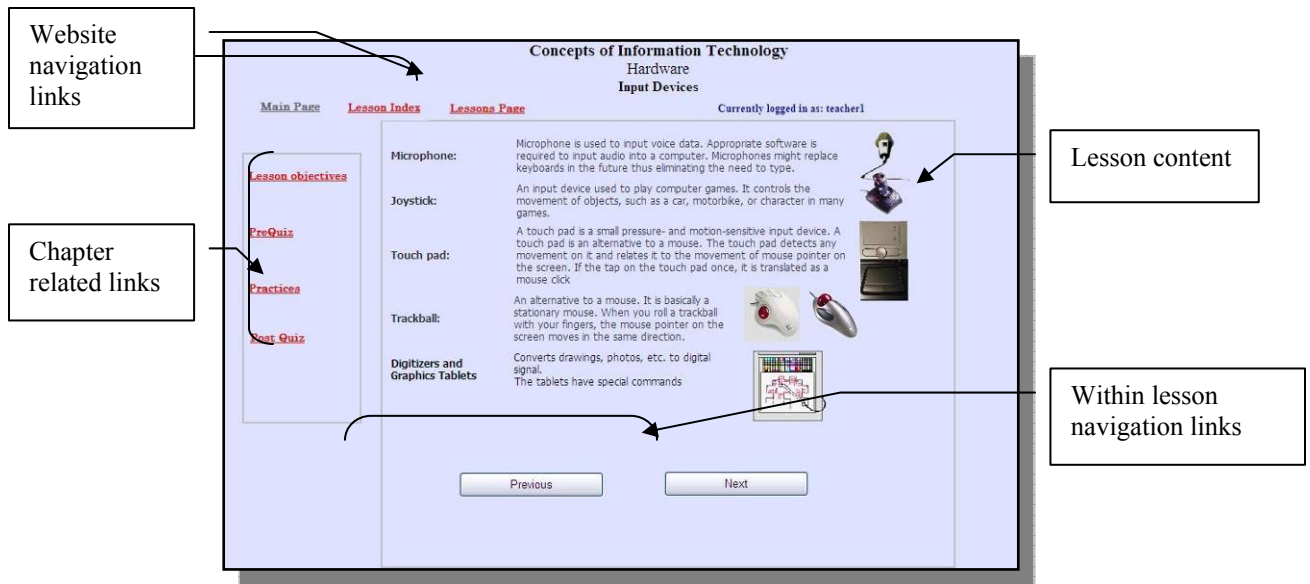 Website
navigation
links
Concepts of Information Technology
Hardware
Input Devices
Main Page Lesson Index Lessons Page Currently logged in as: teacher1
Lesson objectives
PreQuiz
Practices
Post Quiz
Microphone:
Microphone is used to input voice data. Appropriate software is
required to input audio into a computer. Microphones might replace
keyboards in the future thus eliminating the need to type.
Joystick:
An input device used to play computer games. It controls the
movement of objects, such as a car, motorbike, or character in many
games.
Touch pad:
A touch pad is a small pressure- and motion-sensitive input device. A
touch pad is an alternative to a mouse. The touch pad detects any
movement on it and relates it to the movement of mouse pointer on
the screen. If the tap on the touch pad once, it is translated as a
mouse click
Trackball:
An alternative to a mouse. It is basically a
stationary mouse. When you roll a trackball
with your fingers, the mouse pointer on the
screen moves in the same direction.
Digitizers and
Graphics Tablets
Converts drawings, photos, etc. to digital
signal.
The tablets have special commands
Previous Next
Chapter
related links
Lesson content
Within lesson
navigation links